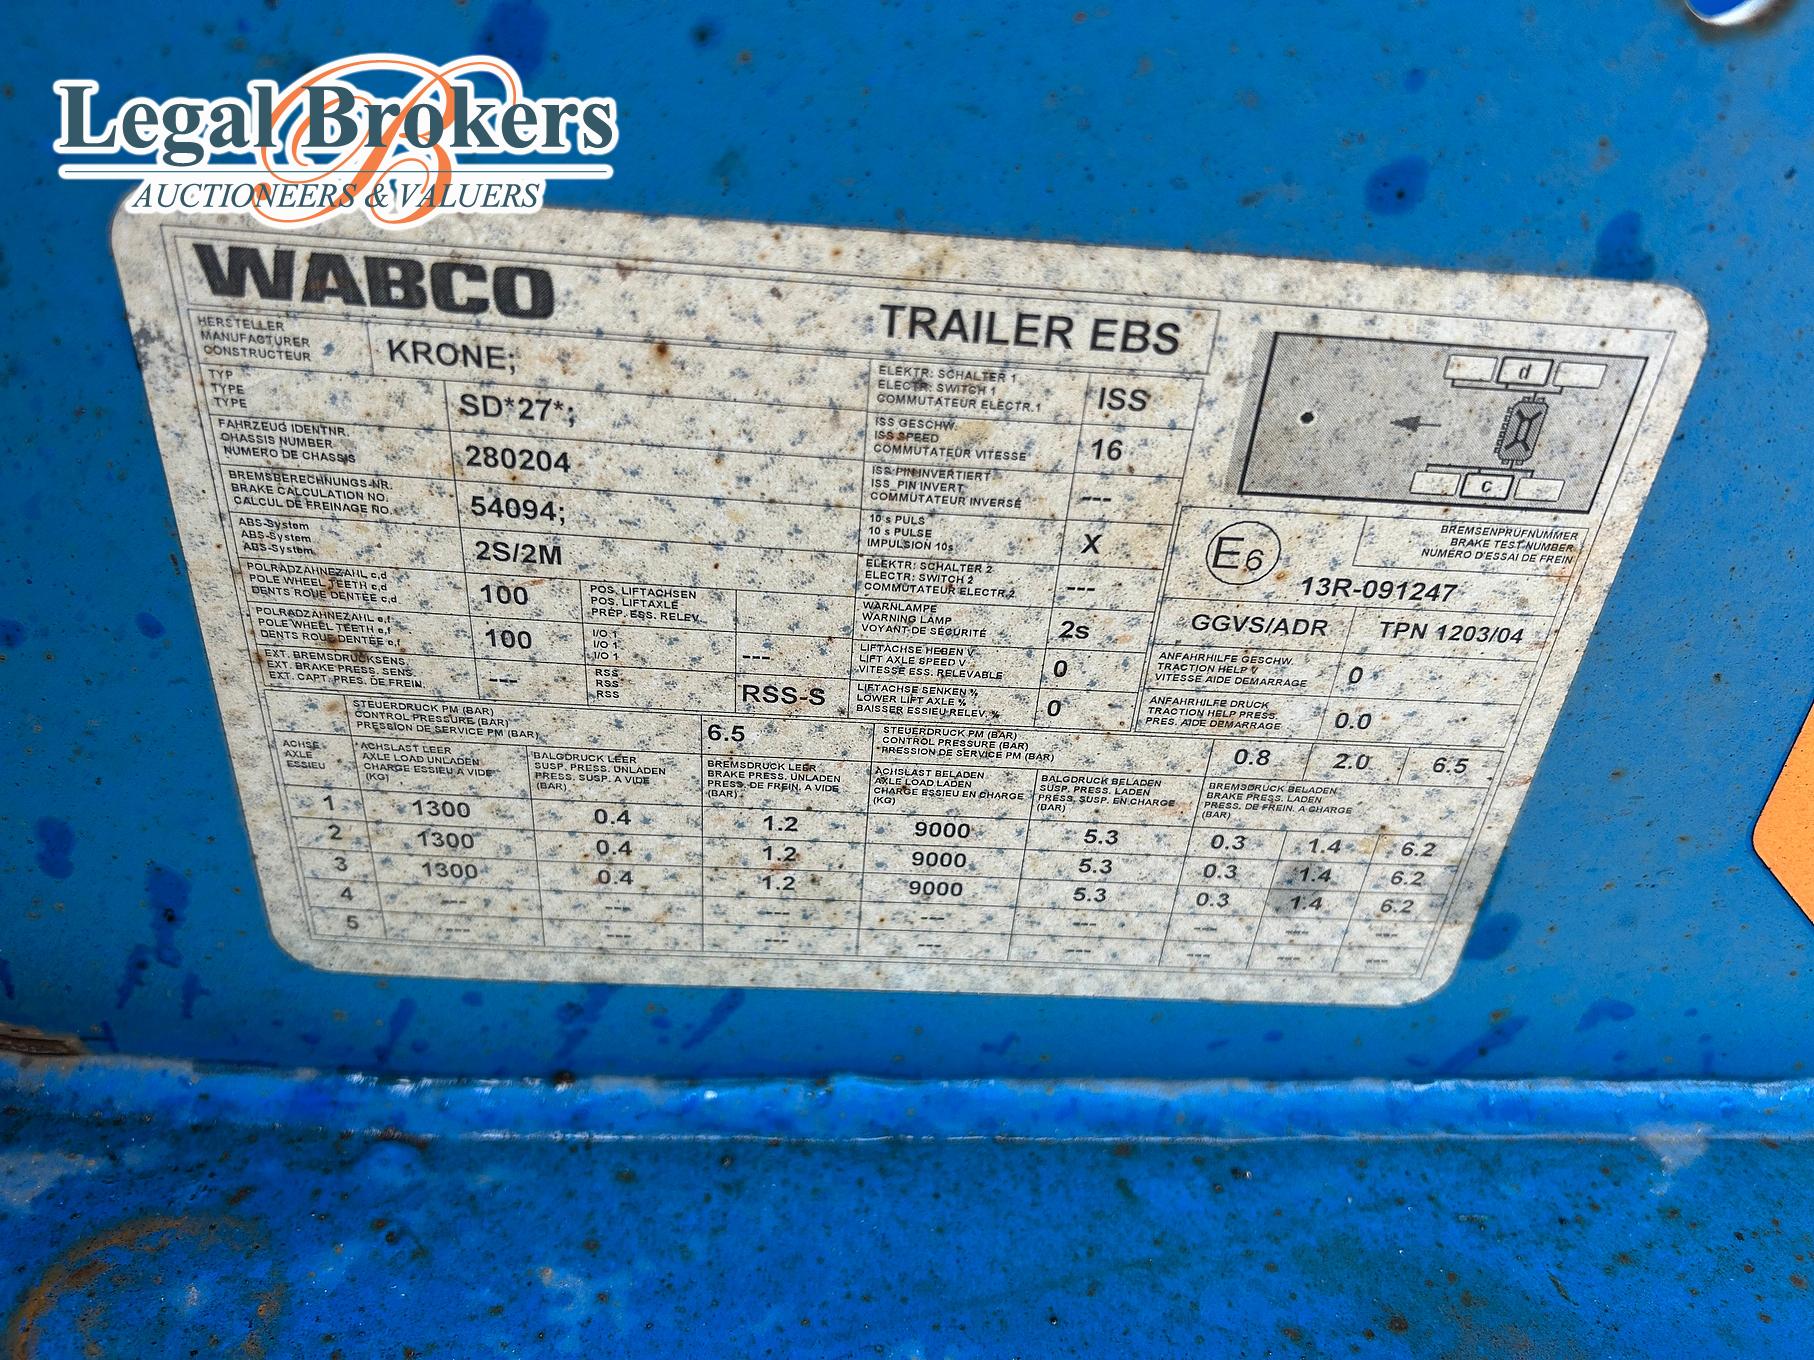 Legal Brokers
AUCTIONEERS & VALUERS
WABCO
TRAILER EBS
HERSTELLER
MANUFACTURER
CONSTRUCTEUR
KRONE;
TYP
TYPE
TYPE
SD*27*;
FAHRZEUG IDENTNR.
CHASSIS NUMBER
NUMERO DE CHASSIS
280204
BREMSBERECHNUNGS-NR.
BRAKE CALCULATION NO.
CALCUL DE FREINAGE NO.
54094;
ABS-System
ABS-System
ABS-System
2S/2M
POLRADZAHNEZAHL c,d
POLE WHEEL TEETH c,d
DENTS ROUE DENTÉE c,d
100
POLRADZAHNEZAHL e,f
POLE WHEEL TEETH e,f
DENTS ROUE DENTÉE e,f
100
EXT. BREMSDRUCKSENS.
EXT. BRAKE PRESS. SENS.
EXT. CAPT. PRES. DE FREIN.
---
POS. LIFTACHSEN
POS. LIFTAXLE
PRÉP. ESS. RELEV.
I/O 1
I/O 1
I/O 1
---
RSS
RSS
RSS
RSS-S
ELEKTR: SCHALTER 1
ELECTR: SWITCH 1
COMMUTATEUR ELECTR.1
ISS
ISS GESCHW.
ISS SPEED
COMMUTATEUR VITESSE
16
ISS PIN INVERTIERT
ISS PIN INVERT
COMMUTATEUR INVERSÉ
---
10 s PULS
10 s PULSE
IMPULSION 10s
X
ELEKTR: SCHALTER 2
ELECTR: SWITCH 2
COMMUTATEUR ELECTR.2
---
WARNLAMPE
WARNING LAMP
VOYANT DE SÉCURITÉ
2s
LIFTACHSE HEBEN V
LIFT AXLE SPEED V
VITESSE ESS. RELEVABLE
0
LIFTACHSE SENKEN %
LOWER LIFT AXLE %
BAISSER ESSIEU RELEV. %
0
d
c
E6
BREMSENPRÜFNUMMER
BRAKE TEST NUMBER
NUMÉRO D'ESSAI DE FREIN
13R-091247
GGVS/ADR
TPN 1203/04
ANFAHRHILFE GESCHW.
TRACTION HELP V
VITESSE AIDE DEMARRAGE
0
ANFAHRHILFE DRUCK
TRACTION HELP PRESS.
PRES. AIDE DEMARRAGE
0.0
STEUERDRUCK PM (BAR)
CONTROL PRESSURE (BAR)
PRESSION DE SERVICE PM (BAR)
6.5
STEUERDRUCK PM (BAR)
CONTROL PRESSURE PM (BAR)
PRESSION DE SERVICE PM (BAR)
0.8 2.0 6.5
ACHSE
AXLE
ESSIEU
ACHSLAST LEER
AXLE LOAD UNLADEN
CHARGE ESSIEU A VIDE
(KG)
BALGDRUCK LEER
SUSP. PRESS. UNLADEN
PRESS. SUSP. A VIDE
(BAR)
BREMSDRUCK LEER
BRAKE PRESS. UNLADEN
PRESS. DE FREIN. A VIDE
(BAR)
ACHSLAST BELADEN
AXLE LOAD LADEN
CHARGE ESSIEU EN CHARGE
(KG)
BALGDRUCK BELADEN
SUSP. PRESS. LADEN
PRESS. SUSP. EN CHARGE
(BAR)
BREMSDRUCK BELADEN
BRAKE PRESS. LADEN
PRESS. DE FREIN. A CHARGE
(BAR)
1 1300 0.4 1.2 9000 5.3 0.3 1.4 6.2
2 1300 0.4 1.2 9000 5.3 0.3 1.4 6.2
3 1300 0.4 1.2 9000 5.3 0.3 1.4 6.2
4 --- --- --- --- --- --- --- ---
5 --- --- --- --- --- --- --- ---